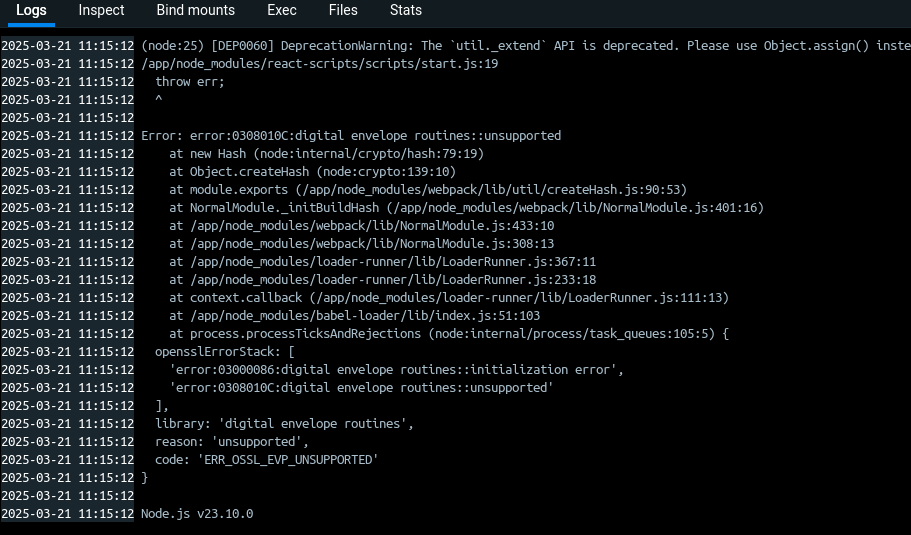 Logs Inspect Bind mounts Exec Files Stats
2025-03-21 11:15:12 (node:25) [DEP0060] DeprecationWarning: The `util._extend` API is deprecated. Please use Object.assign() inste
2025-03-21 11:15:12 /app/node_modules/react-scripts/scripts/start.js:19
2025-03-21 11:15:12   throw err;
2025-03-21 11:15:12   ^
2025-03-21 11:15:12
2025-03-21 11:15:12 Error: error:0308010C:digital envelope routines::unsupported
2025-03-21 11:15:12     at new Hash (node:internal/crypto/hash:79:19)
2025-03-21 11:15:12     at Object.createHash (node:crypto:139:10)
2025-03-21 11:15:12     at module.exports (/app/node_modules/webpack/lib/util/createHash.js:90:53)
2025-03-21 11:15:12     at NormalModule._initBuildHash (/app/node_modules/webpack/lib/NormalModule.js:401:16)
2025-03-21 11:15:12     at /app/node_modules/webpack/lib/NormalModule.js:433:10
2025-03-21 11:15:12     at /app/node_modules/webpack/lib/NormalModule.js:308:13
2025-03-21 11:15:12     at /app/node_modules/loader-runner/lib/LoaderRunner.js:367:11
2025-03-21 11:15:12     at /app/node_modules/loader-runner/lib/LoaderRunner.js:233:18
2025-03-21 11:15:12     at context.callback (/app/node_modules/loader-runner/lib/LoaderRunner.js:111:13)
2025-03-21 11:15:12     at /app/node_modules/babel-loader/lib/index.js:51:103
2025-03-21 11:15:12     at process.processTicksAndRejections (node:internal/process/task_queues:105:5) {
2025-03-21 11:15:12   opensslErrorStack: [
2025-03-21 11:15:12     'error:03000086:digital envelope routines::initialization error',
2025-03-21 11:15:12     'error:0308010C:digital envelope routines::unsupported'
2025-03-21 11:15:12   ],
2025-03-21 11:15:12   library: 'digital envelope routines',
2025-03-21 11:15:12   reason: 'unsupported',
2025-03-21 11:15:12   code: 'ERR_OSSL_EVP_UNSUPPORTED'
2025-03-21 11:15:12 }
2025-03-21 11:15:12
2025-03-21 11:15:12 Node.js v23.10.0